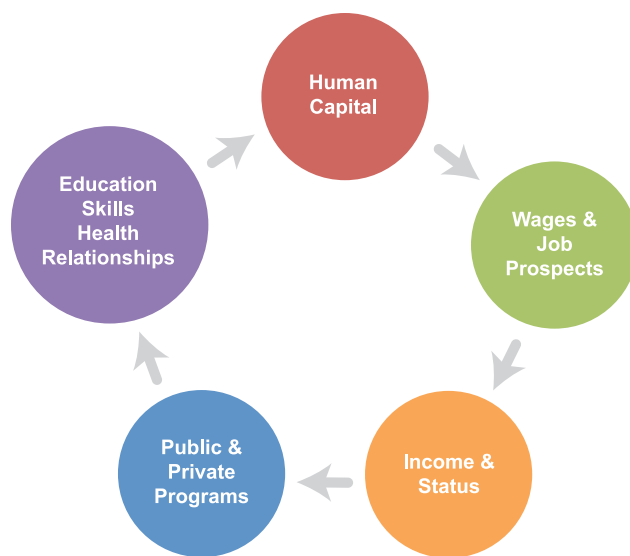 Human
Capital
Wages &
Job
Prospects
Income &
Status
Public &
Private
Programs
Education
Skills
Health
Relationships